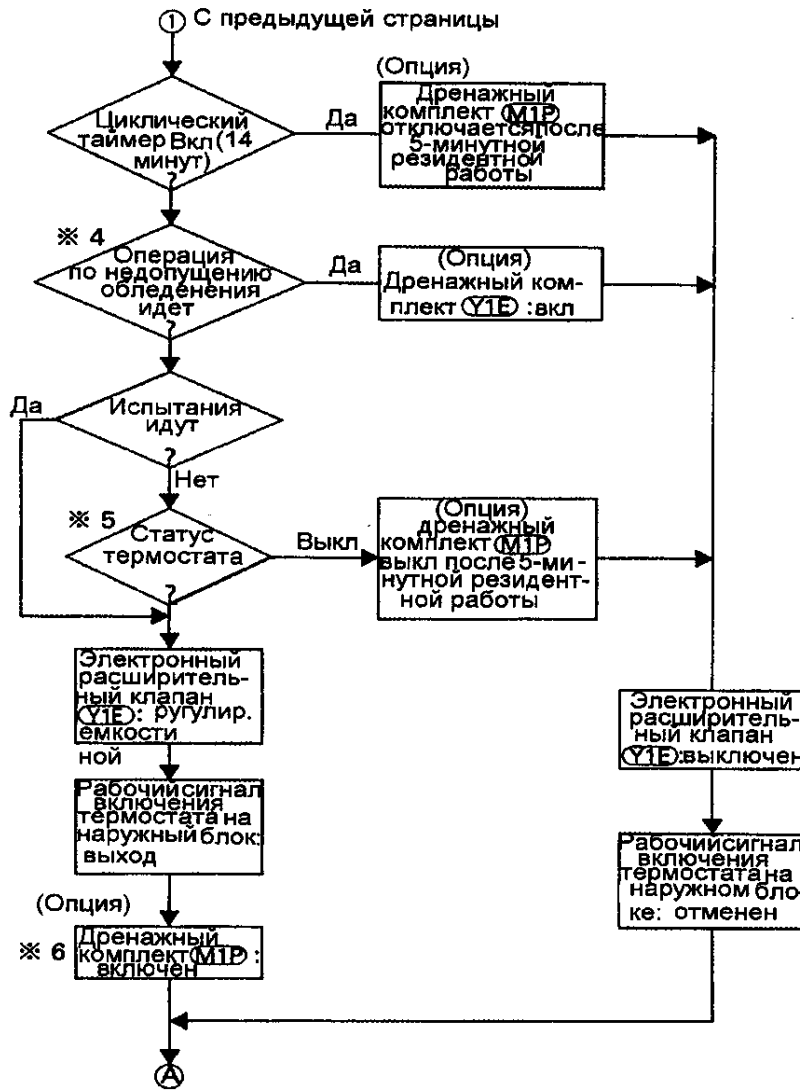 ① С предыдущей страницы
(Опция)
Дренажный
комплект (M1P)
отключается после
5-минутной
резидевтной
работы
Циклический
таймер Вкл (14
минут)
?
Да
※ 4
Операция
по недопущению
обледенения
идет
?
Да
(Опция)
Дренажный ком-
плект (Y1E) :вкл
Да
Испытания
идут
?
Нет
※ 5
Статус
термостата
?
Выкл
(Опция)
дренажный
комплект (M1P)
выкл после 5-ми-
нутной резидент-
ной работы
Электронный
расширитель-
ный клапан
(Y1E): ругулир.
емкости
ной
Электронный
расширитель-
ный клапан
(Y1E):выключен
Рабочий сигнал
включения
термостата на
наружный блок:
выход
Рабочий сигнал
включения
термостата на
наружном бло-
ке: отменен
(Опция)
※ 6
Дренажный
комплект (M1P) :
включен
Ⓐ